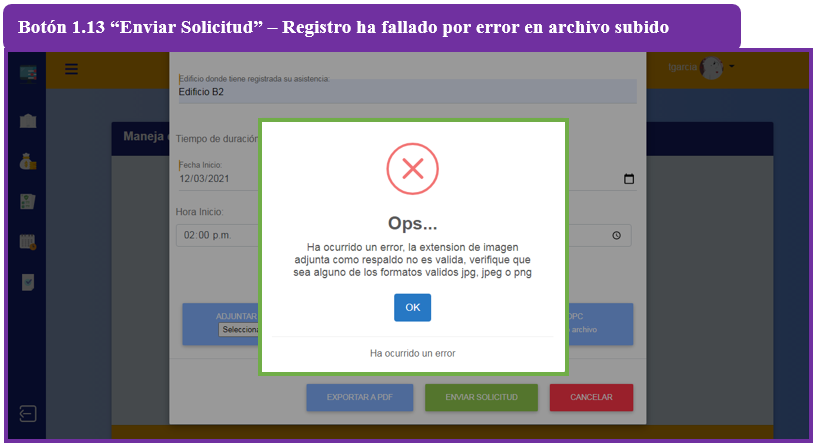 Botón 1.13 “Enviar Solicitud” – Registro ha fallado por error en archivo subido
tgarcia
Edificio donde tiene registrada su asistencia:
Edificio B2
Maneja
Tiempo de duración
Fecha Inicio:
12/03/2021
Hora Inicio:
02:00 p.m.
Ops...
Ha ocurrido un error, la extension de imagen
adjunta como respaldo no es valida, verifique que
sea alguno de los formatos validos jpg, jpeg o png
OK
Ha ocurrido un error
ADJUNTAR
Selecciona
OPC
archivo
EXPORTAR A PDF
ENVIAR SOLICITUD
CANCELAR